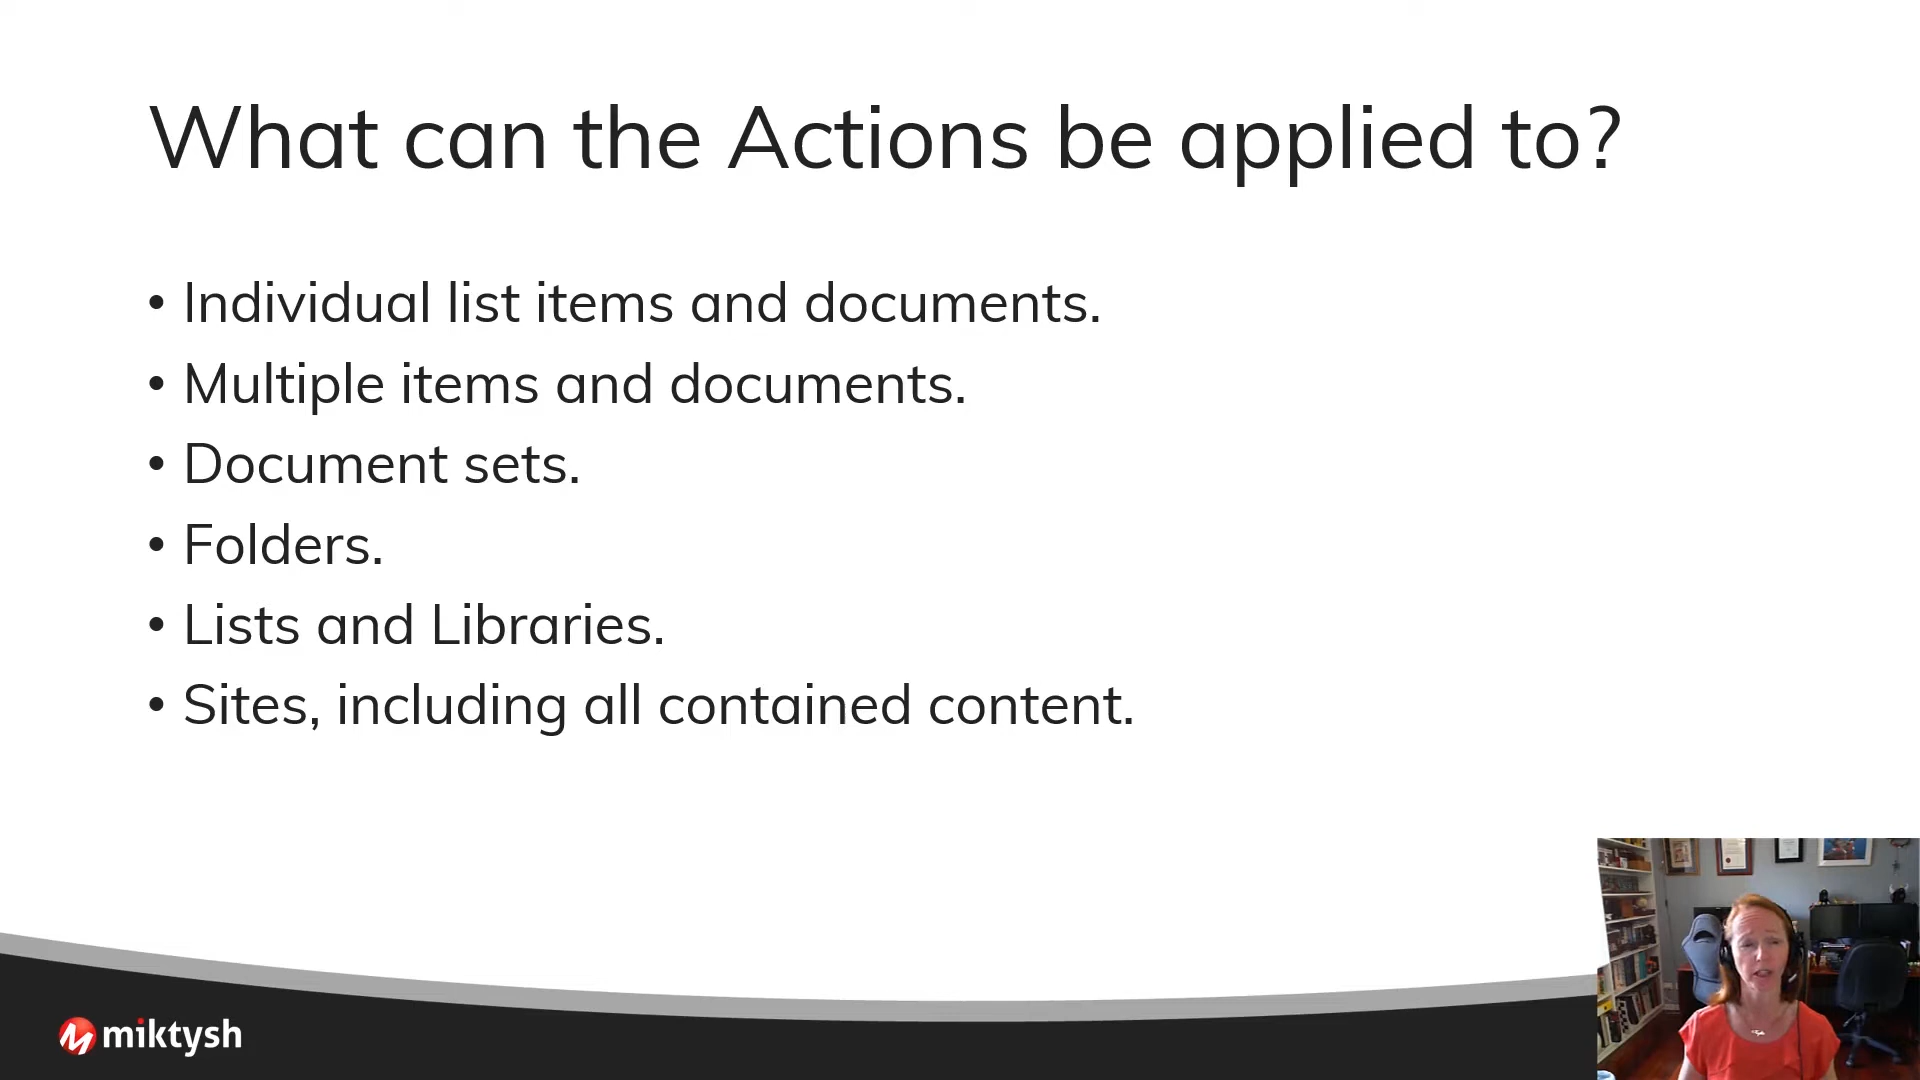 What can the Actions be applied to?
• Individual list items and documents.
• Multiple items and documents.
• Document sets.
• Folders.
• Lists and Libraries.
• Sites, including all contained content.
miktysh